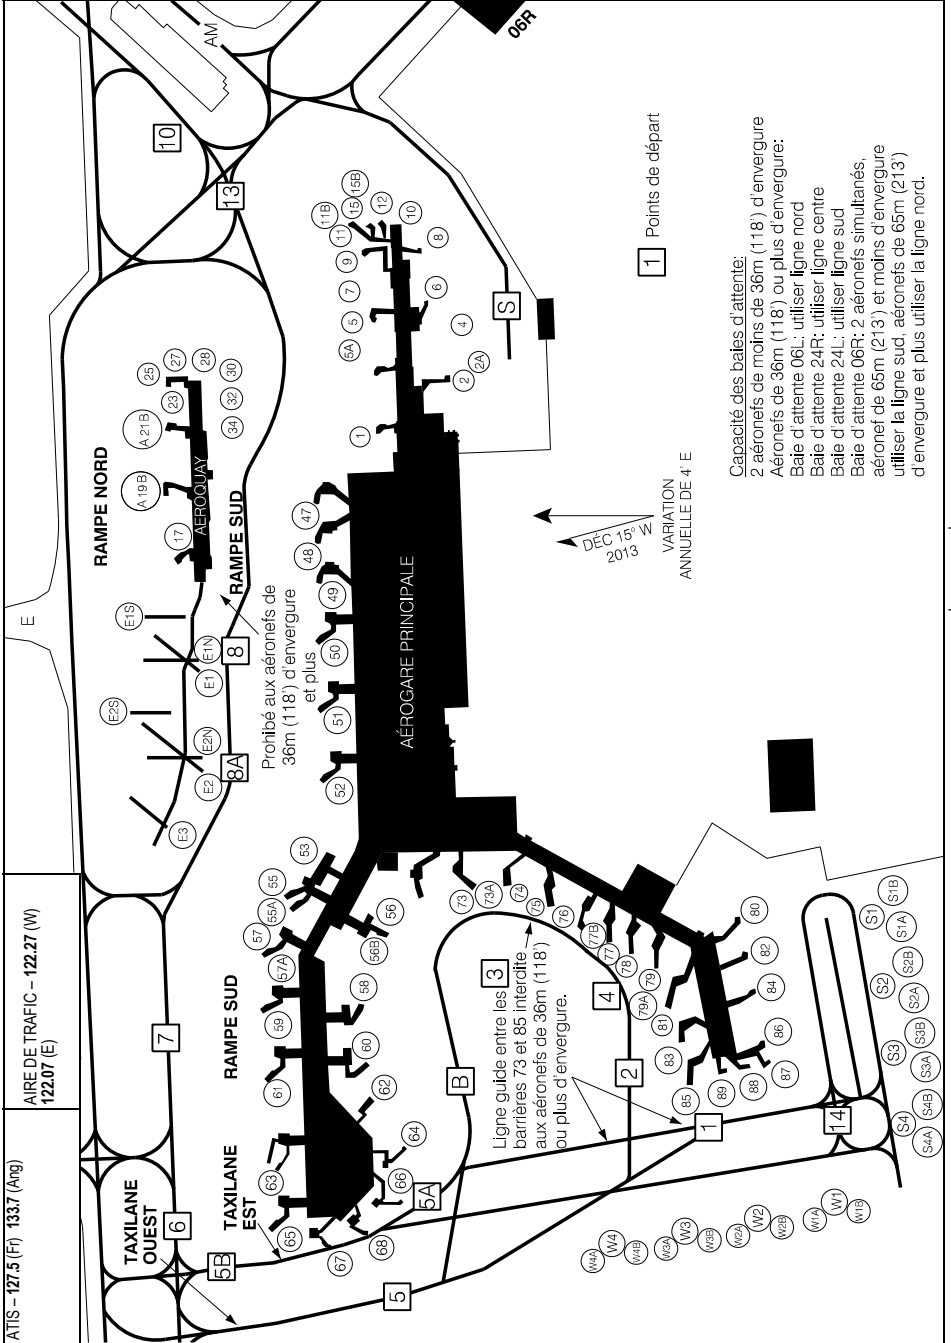 ATIS – 127.5 (Fr) 133.7 (Ang)
AIRE DE TRAFIC – 122.27 (W)
122.07 (E)
06R
AM
E
10
13
S
8
8A
7
6
5B
5A
5
B
3
4
2
1
14
RAMPE NORD
AÉROQUAY
RAMPE SUD
RAMPE SUD
TAXILANE
OUEST
TAXILANE
EST
AÉROGARE PRINCIPALE
Prohibé aux aéronefs de
36m (118') d'envergure
et plus
Ligne guide entre les
barrières 73 et 85 interdite
aux aéronefs de 36m (118')
ou plus d'envergure.
DÉC 15° W
2013
VARIATION
ANNUELLE DE 4' E
1 Points de départ
Capacité des baies d'attente:
2 aéronefs de moins de 36m (118') d'envergure
Aéronefs de 36m (118') ou plus d'envergure:
Baie d'attente 06L: utiliser ligne nord
Baie d'attente 24R: utiliser ligne centre
Baie d'attente 24L: utiliser ligne sud
Baie d'attente 06R: 2 aéronefs simultanés,
aéronef de 65m (213') et moins d'envergure
utiliser la ligne sud, aéronefs de 65m (213')
d'envergure et plus utiliser la ligne nord.
17
A19B
A 21B
23
25
27
28
30
32
34
E1S
E1N
E1
E2S
E2N
E2
E3
1
2
2A
4
5A
5
6
7
8
9
10
11
11B
12
15
15B
47
48
49
50
51
52
53
55
55A
56
56B
57
57A
58
59
60
61
62
63
64
65
66
67
68
73
73A
74
75
76
77B
77
78
79
79A
80
81
82
83
84
85
86
87
88
89
S1
S1B
S1A
S2
S2B
S2A
S3
S3B
S3A
S4
S4B
S4A
W4A
W4
W4B
W3A
W3
W3B
W2A
W2
W2B
W1A
W1
W1B